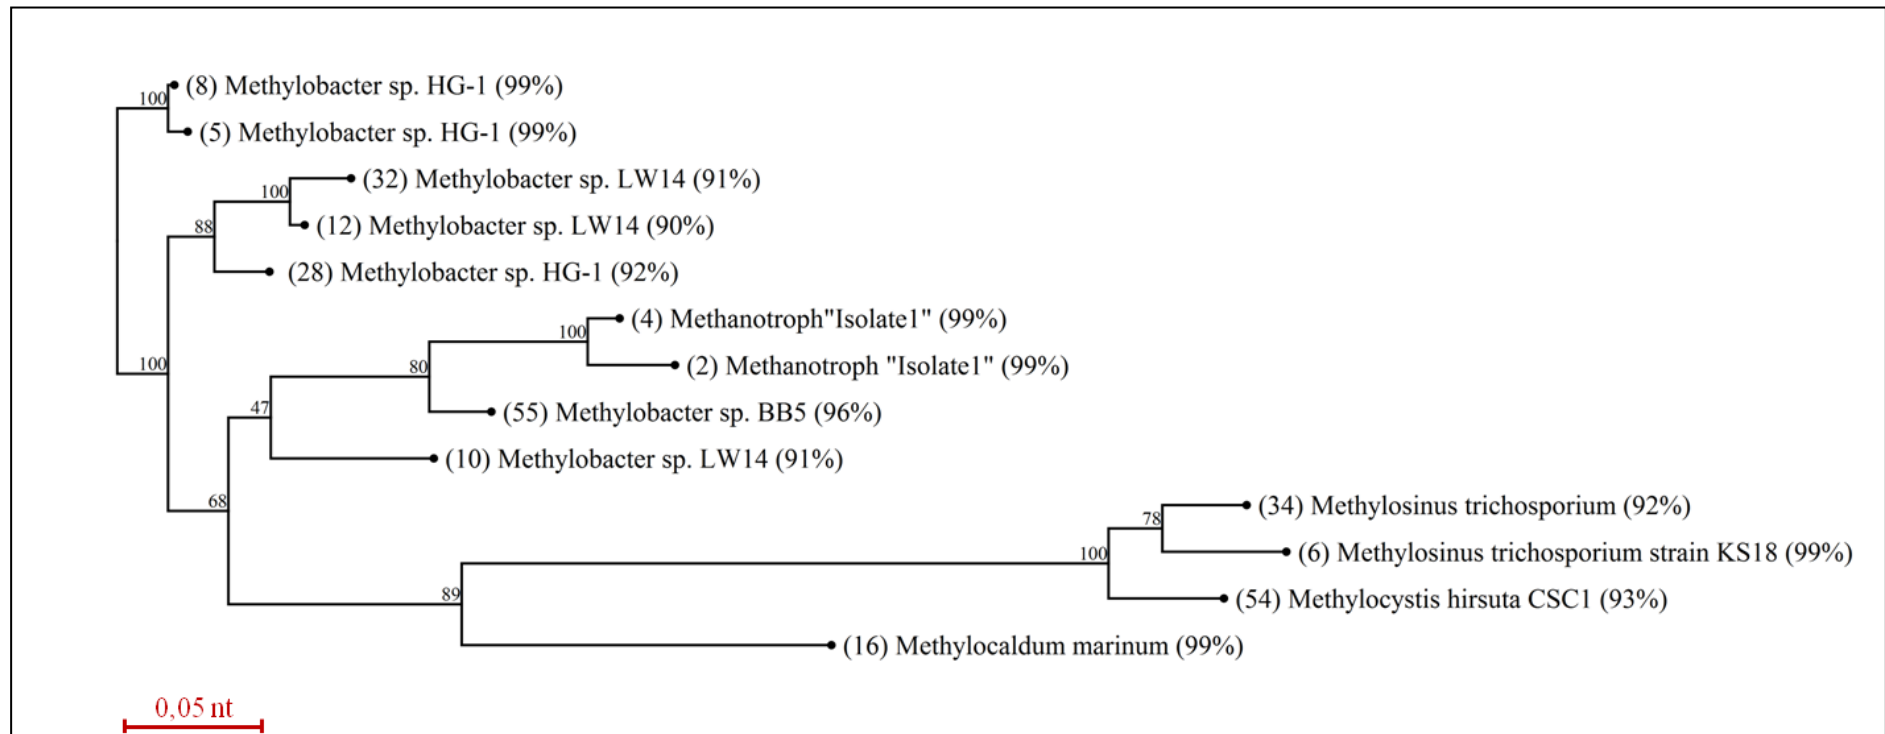 (8) Methylobacter sp. HG-1 (99%)
100
(5) Methylobacter sp. HG-1 (99%)
(32) Methylobacter sp. LW14 (91%)
100
(12) Methylobacter sp. LW14 (90%)
88
(28) Methylobacter sp. HG-1 (92%)
(4) Methanotroph"Isolate1" (99%)
100
100
(2) Methanotroph "Isolate1" (99%)
80
(55) Methylobacter sp. BB5 (96%)
47
(10) Methylobacter sp. LW14 (91%)
68
(34) Methylosinus trichosporium (92%)
78
(6) Methylosinus trichosporium strain KS18 (99%)
100
(54) Methylocystis hirsuta CSC1 (93%)
89
(16) Methylocaldum marinum (99%)
0,05 nt